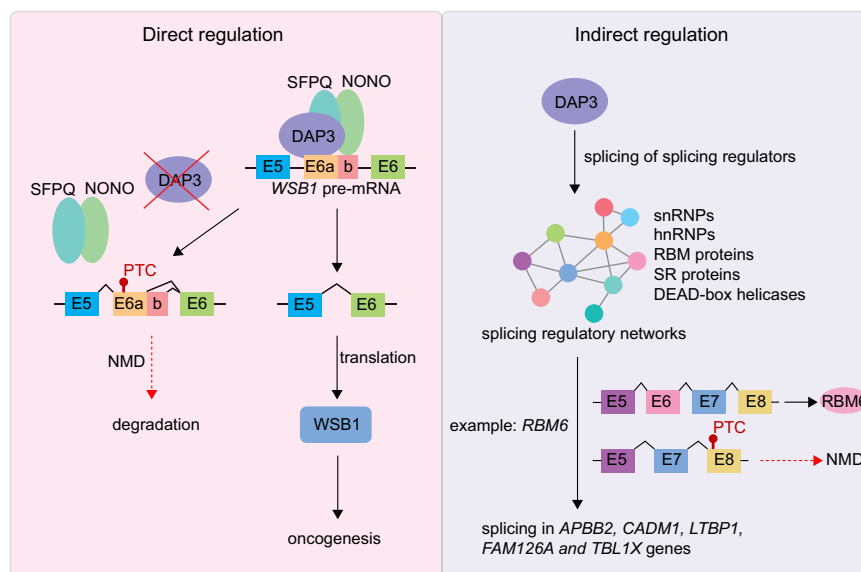 Direct regulation
SFPQ NONO
DAP3
E5 E6a b E6
WSB1 pre-mRNA
DAP3
SFPQ NONO
PTC
E5 E6a b E6
E5 E6
NMD
translation
degradation
WSB1
oncogenesis
Indirect regulation
DAP3
splicing of splicing regulators
snRNPs
hnRNPs
RBM proteins
SR proteins
DEAD-box helicases
splicing regulatory networks
E5 E6 E7 E8 RBM6
example: RBM6
PTC
E5 E7 E8 NMD
splicing in APBB2, CADM1, LTBP1,
FAM126A and TBL1X genes